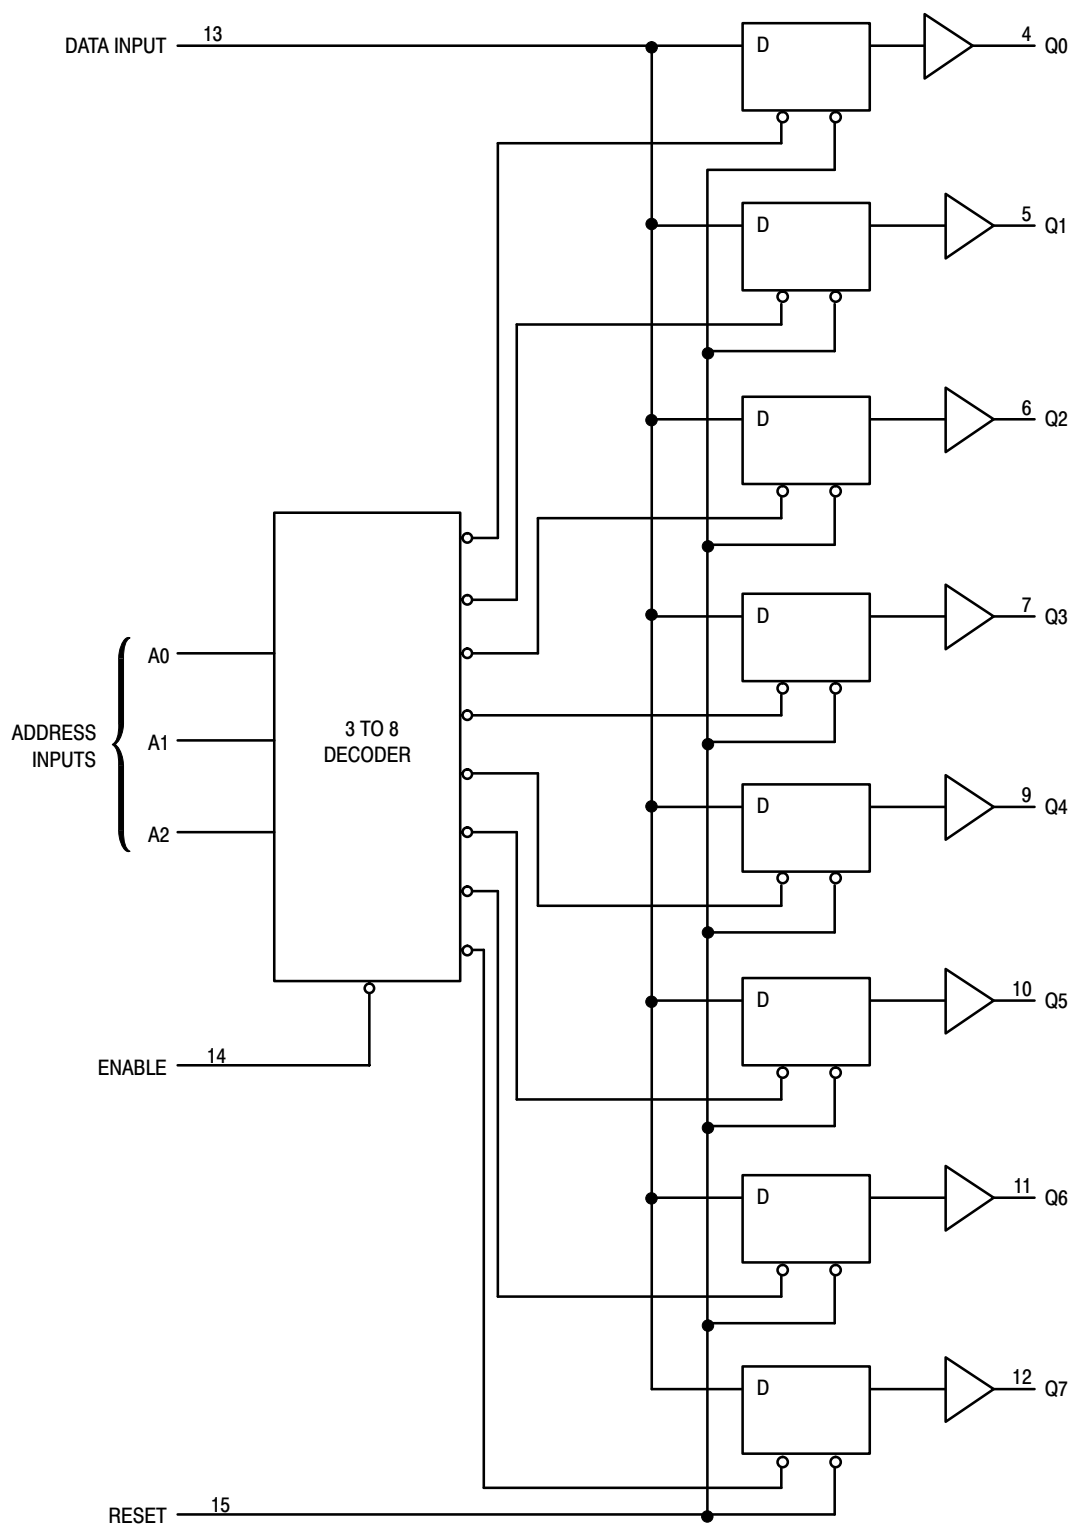 DATA INPUT 13
D
4 Q0
D
5 Q1
D
6 Q2
D
7 Q3
A0
ADDRESS
INPUTS
A1
A2
3 TO 8
DECODER
D
9 Q4
D
10 Q5
ENABLE 14
D
11 Q6
D
12 Q7
RESET 15